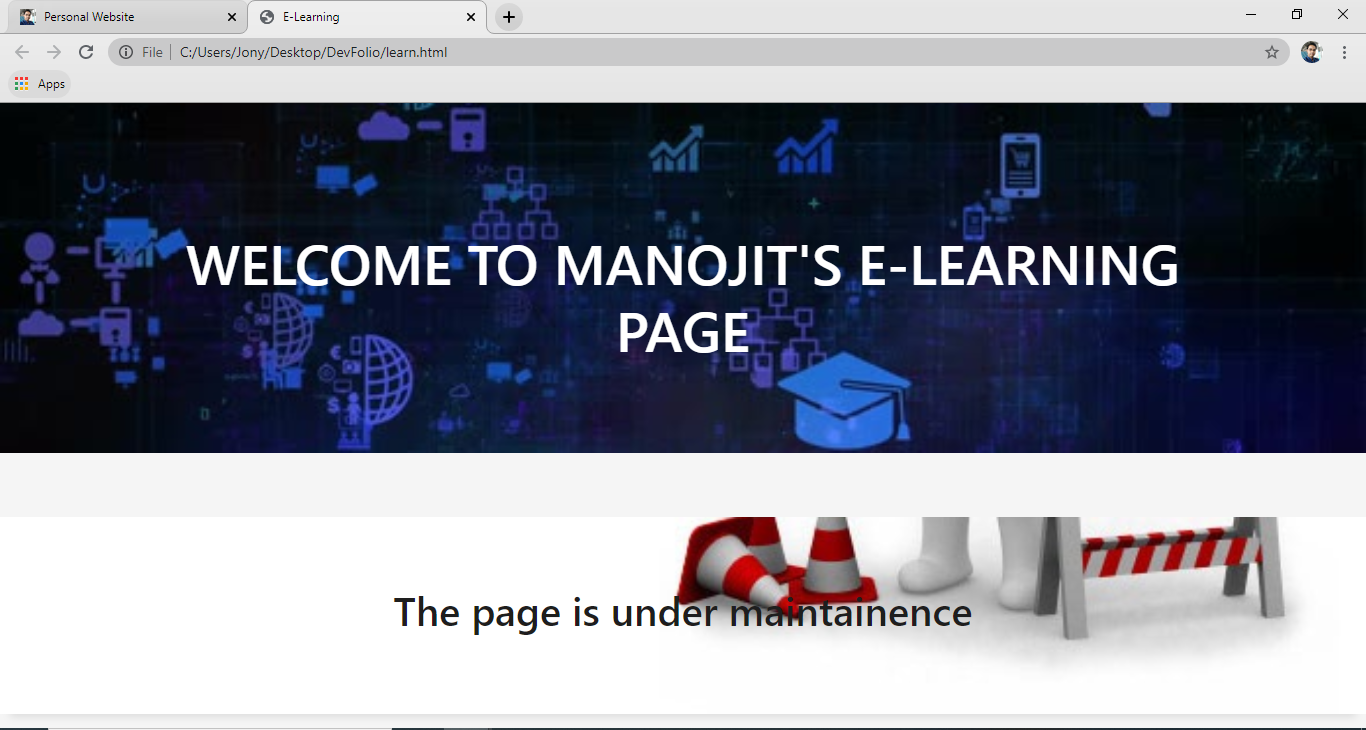 Personal Website
E-Learning
File
C:/Users/Jony/Desktop/DevFolio/learn.html
Apps
WELCOME TO MANOJIT'S E-LEARNING
PAGE
The page is under maintainence